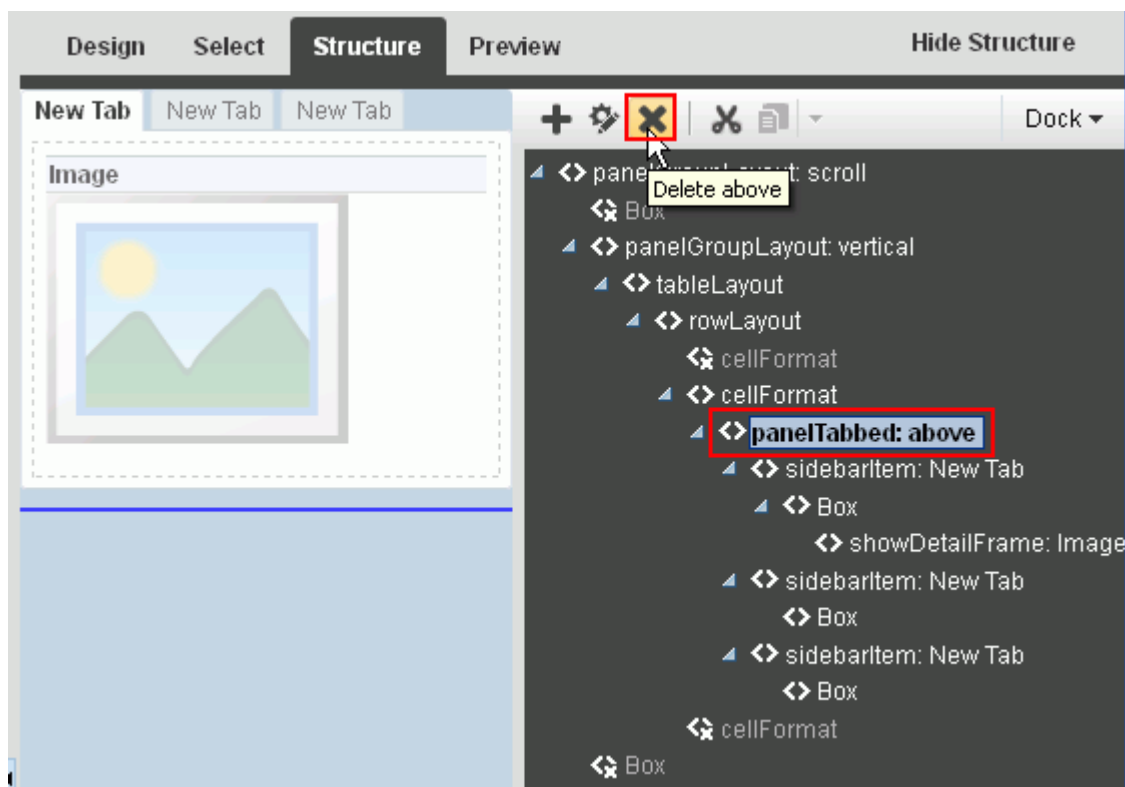 Design Select Structure Preview Hide Structure
New Tab New Tab New Tab
Dock
Image
panelGroupLayout: scroll
Delete above
Box
panelGroupLayout: vertical
tableLayout
rowLayout
cellFormat
cellFormat
panelTabbed: above
sidebarItem: New Tab
Box
showDetailFrame: Image
sidebarItem: New Tab
Box
sidebarItem: New Tab
Box
cellFormat
Box